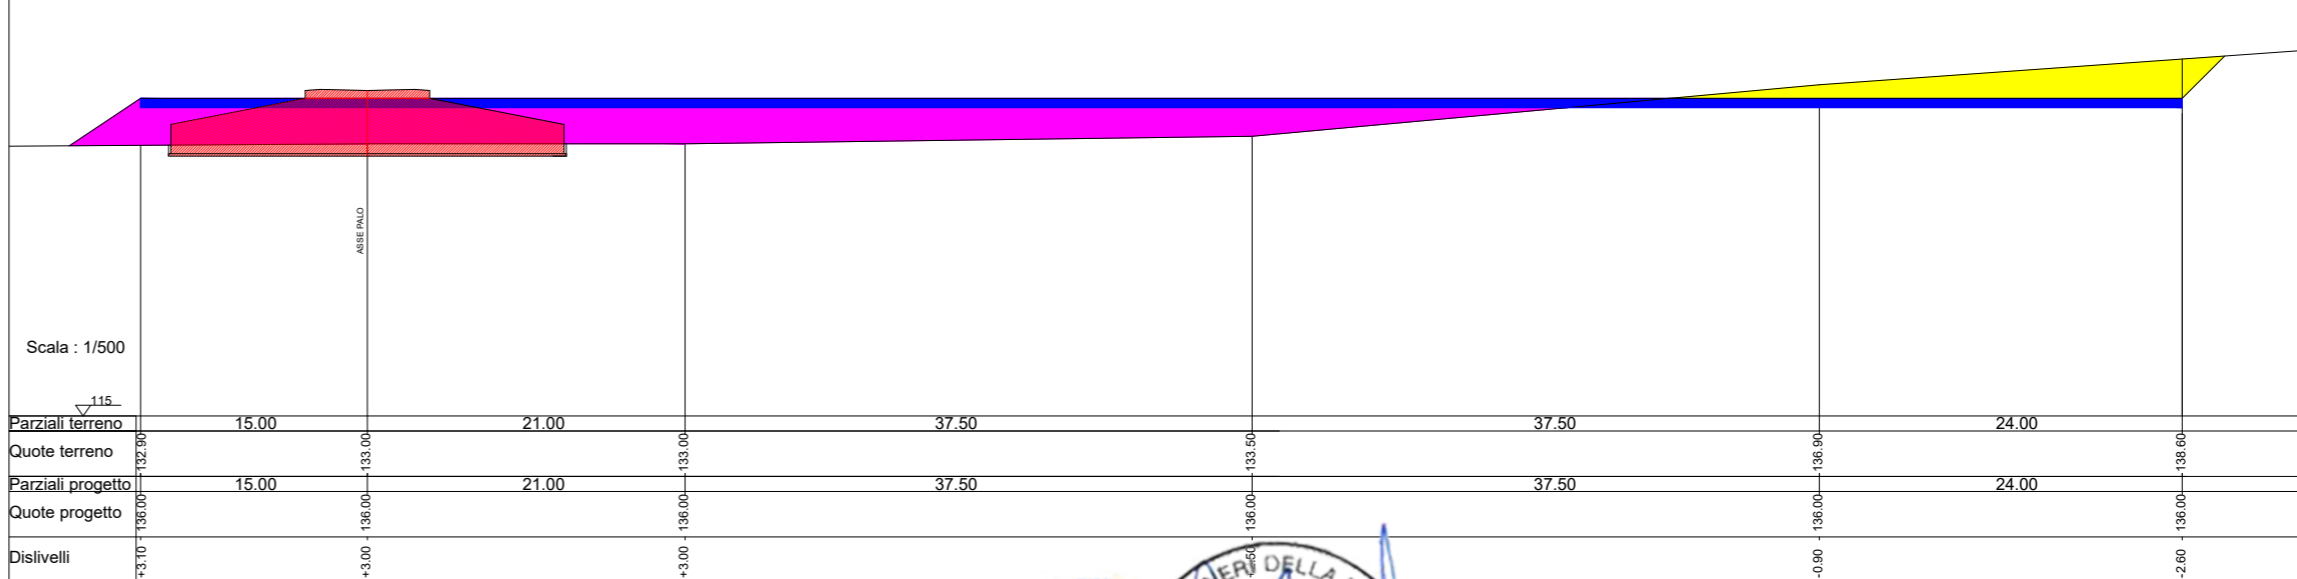 ASSE PALO
Scala : 1/500
115
Parziali terreno 15.00 21.00 37.50 37.50 24.00
Quote terreno 132.90 133.00 133.00 133.50 136.90 138.60
Parziali progetto 15.00 21.00 37.50 37.50 24.00
Quote progetto 136.00 136.00 136.00 136.00 136.00 136.00
Dislivelli +3.10 +3.00 +3.00 -0.90 -2.60
DELLA